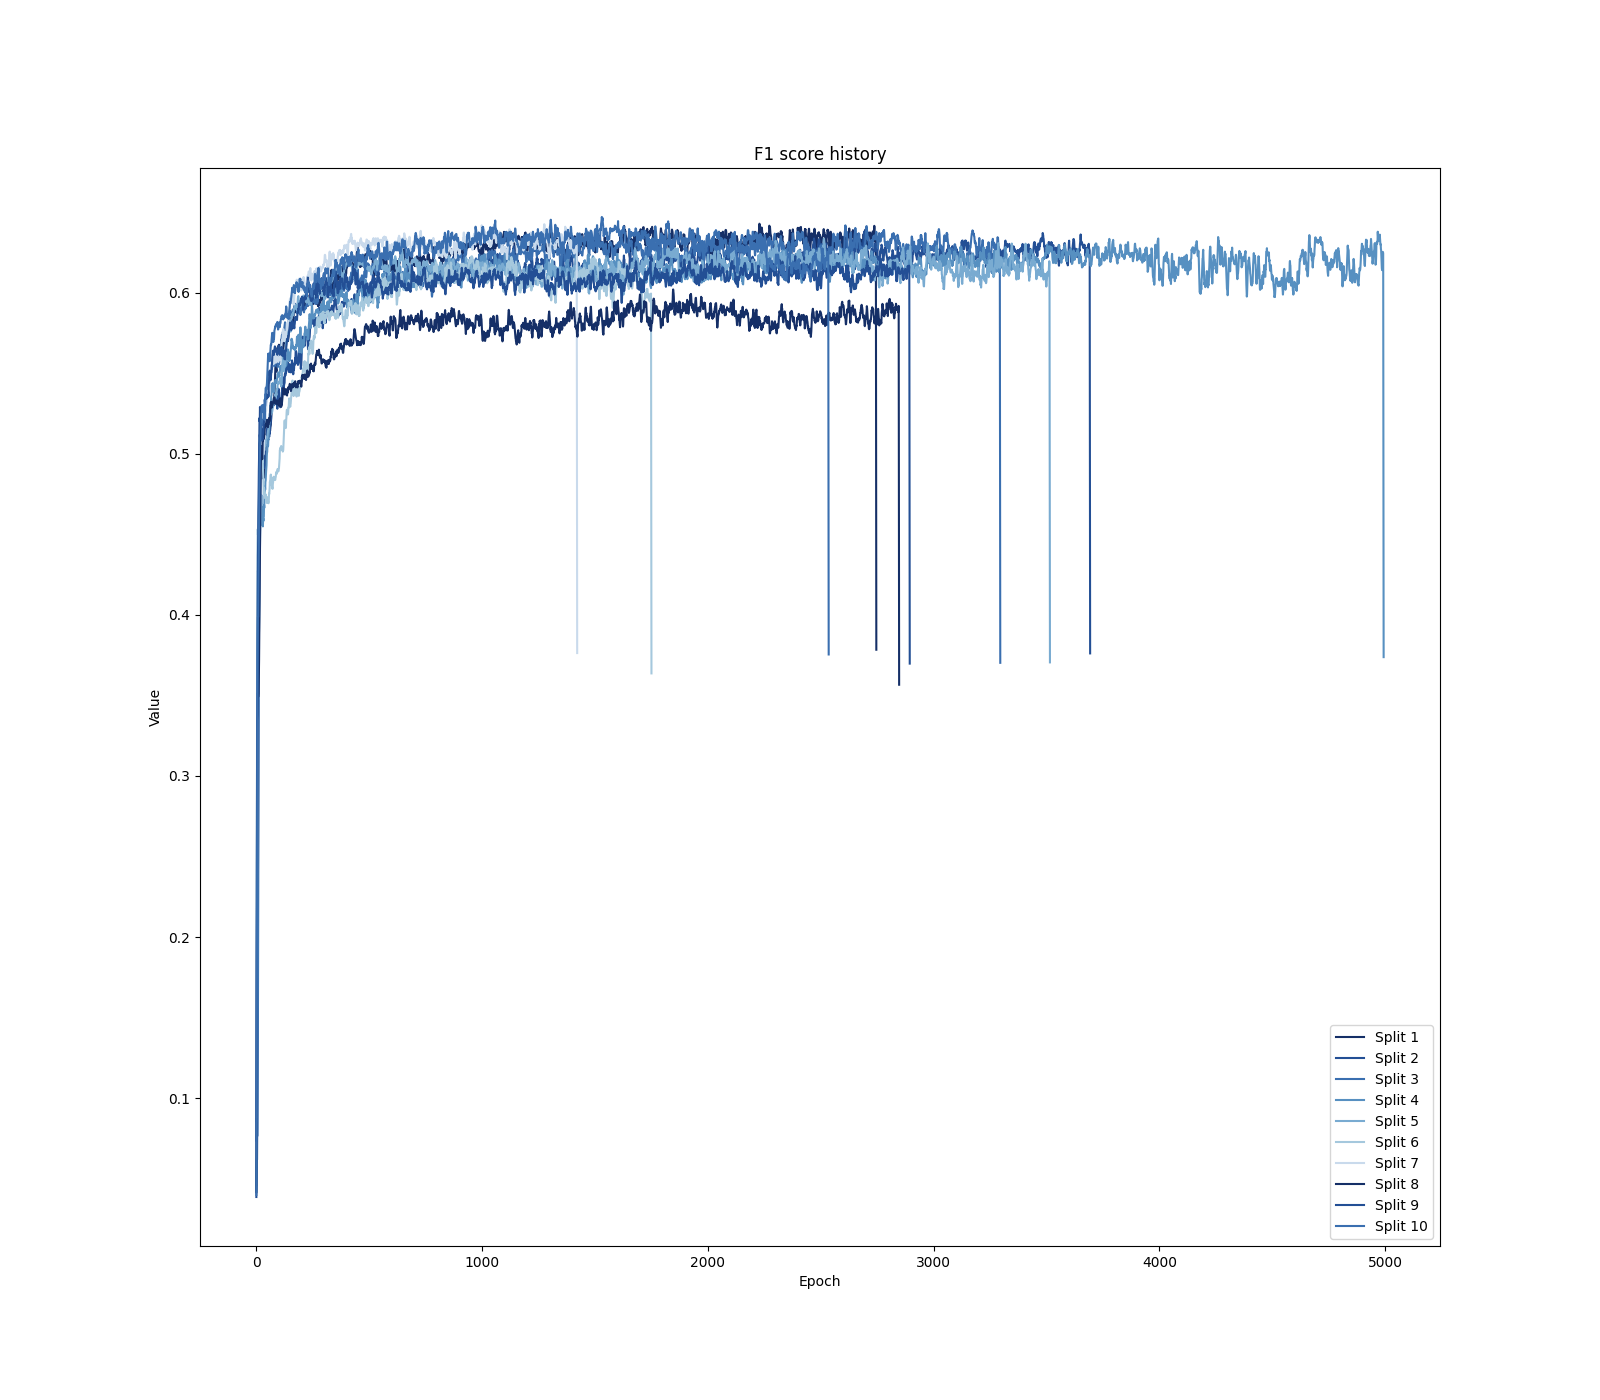 F1 score history
Value
0.6
0.5
0.4
0.3
0.2
0.1
0 1000 2000 3000 4000 5000
Epoch
Split 1
Split 2
Split 3
Split 4
Split 5
Split 6
Split 7
Split 8
Split 9
Split 10